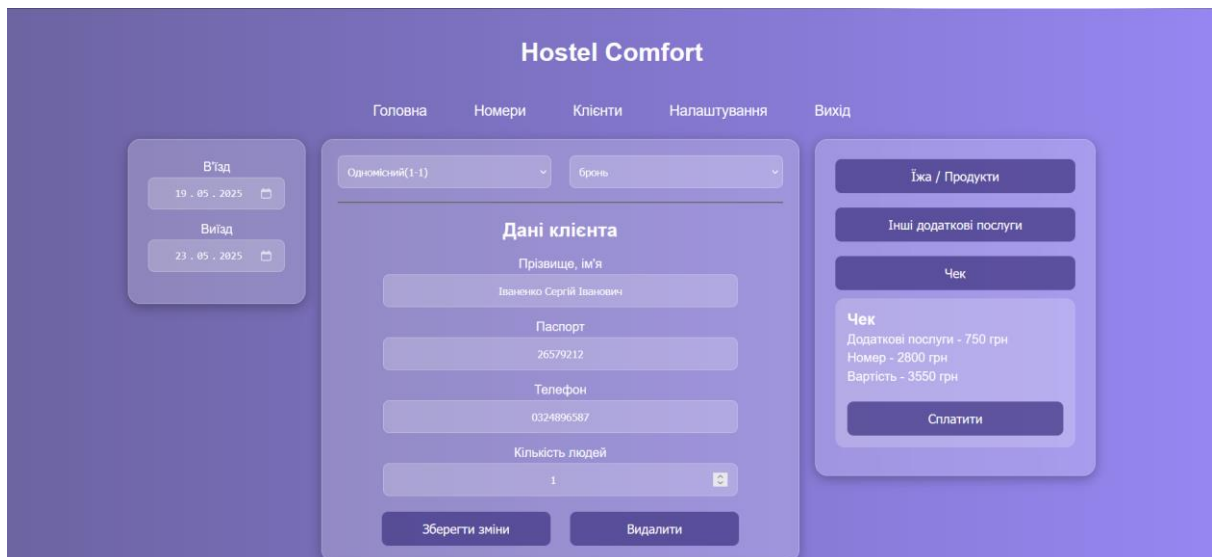 Hostel Comfort
Головна Номери Клієнти Налаштування Вихід
В'їзд
19.05.2025
Виїзд
23.05.2025
Одномісний(1-1) бронь
Дані клієнта
Прізвище, ім'я
Іваненко Сергій Іванович
Паспорт
26579212
Телефон
0324896587
Кількість людей
1
Зберегти зміни Видалити
Їжа / Продукти
Інші додаткові послуги
Чек
Чек
Додаткові послуги - 750 грн
Номер - 2800 грн
Вартість - 3550 грн
Сплатити